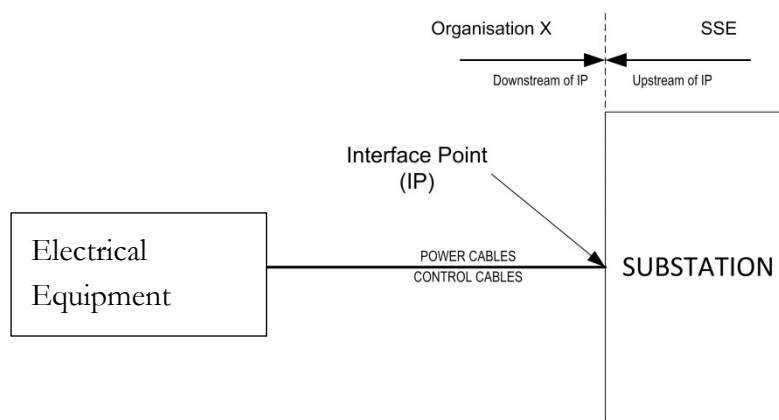 Organisation X
SSE
Downstream of IP
Upstream of IP
Interface Point
(IP)
Electrical
Equipment
POWER CABLES
CONTROL CABLES
SUBSTATION